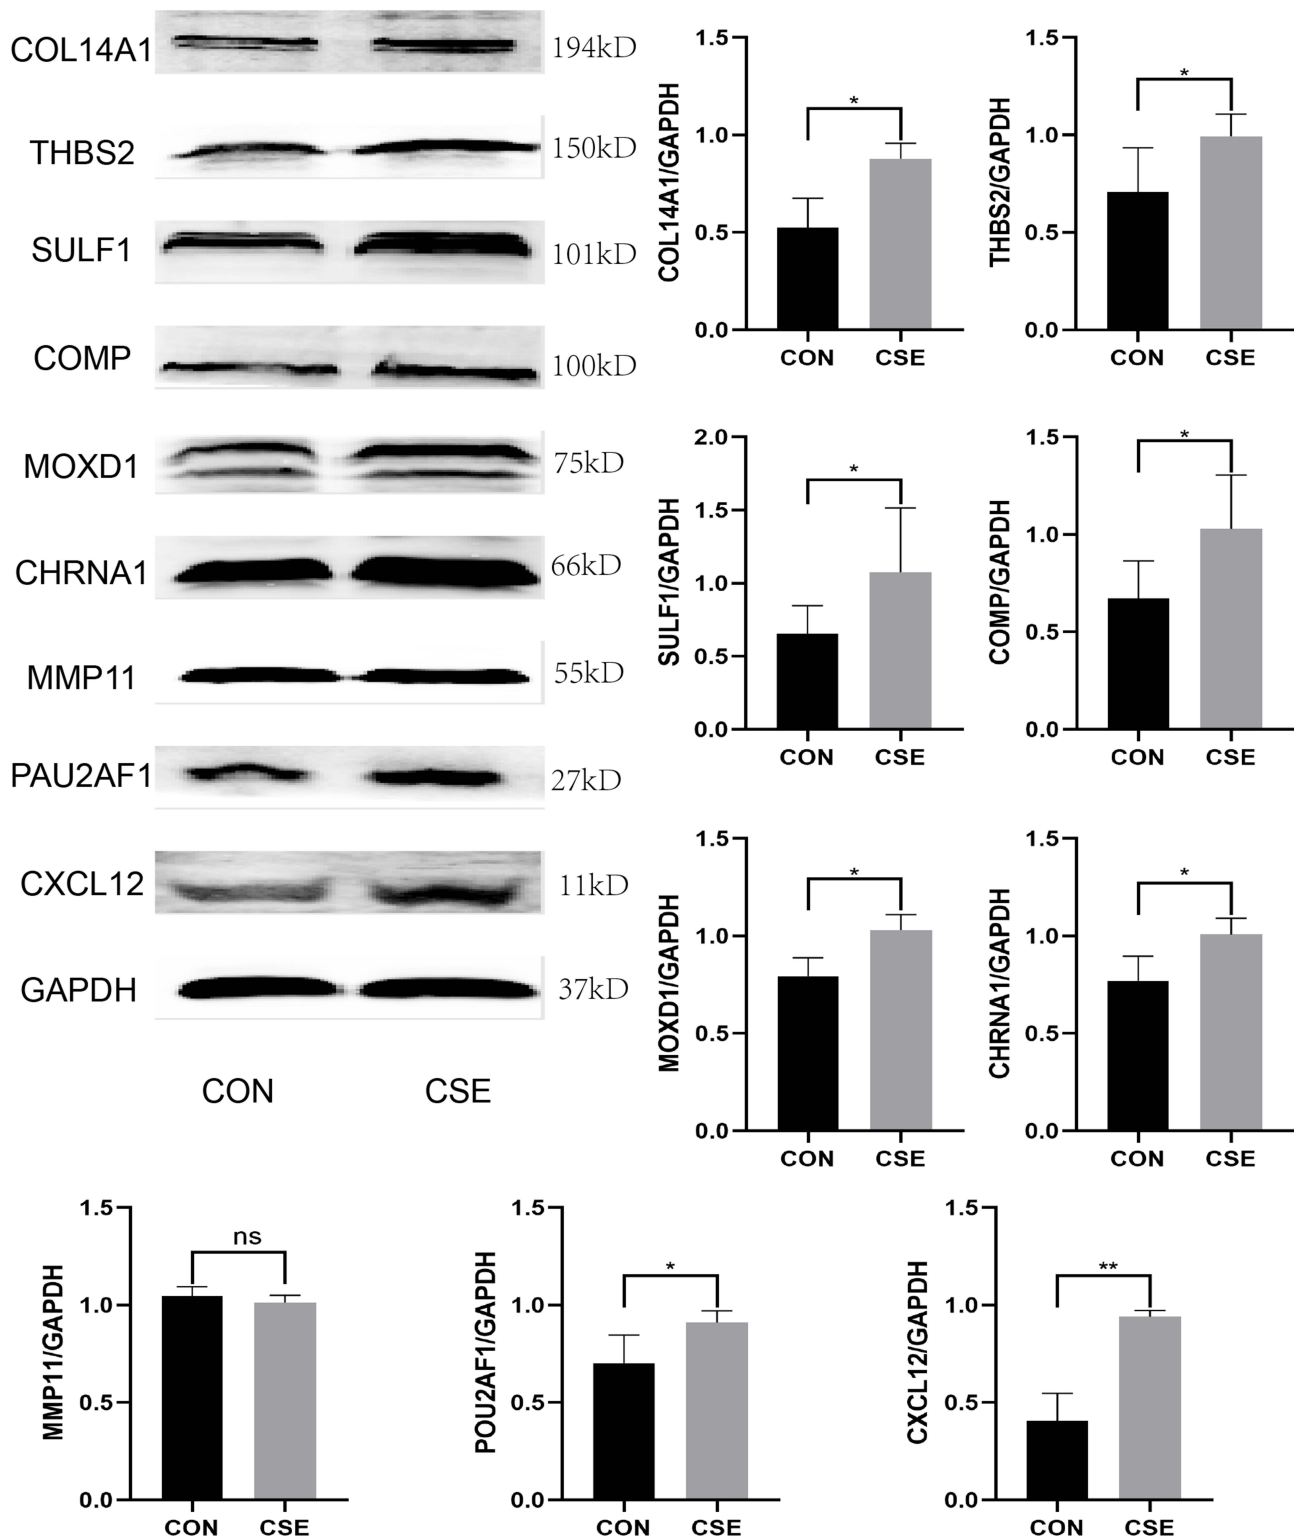 COL14A1 194kD
THBS2 150kD
SULF1 101kD
COMP 100kD
MOXD1 75kD
CHRNA1 66kD
MMP11 55kD
PAU2AF1 27kD
CXCL12 11kD
GAPDH 37kD
CON CSE
COL14A1/GAPDH
1.5
1.0
0.5
0.0
*
CON CSE
THBS2/GAPDH
1.5
1.0
0.5
0.0
*
CON CSE
SULF1/GAPDH
2.0
1.5
1.0
0.5
0.0
*
CON CSE
COMP/GAPDH
1.5
1.0
0.5
0.0
*
CON CSE
MOXD1/GAPDH
1.5
1.0
0.5
0.0
*
CON CSE
CHRNA1/GAPDH
1.5
1.0
0.5
0.0
*
CON CSE
MMP11/GAPDH
1.5
1.0
0.5
0.0
ns
CON CSE
POU2AF1/GAPDH
1.5
1.0
0.5
0.0
*
CON CSE
CXCL12/GAPDH
1.5
1.0
0.5
0.0
**
CON CSE